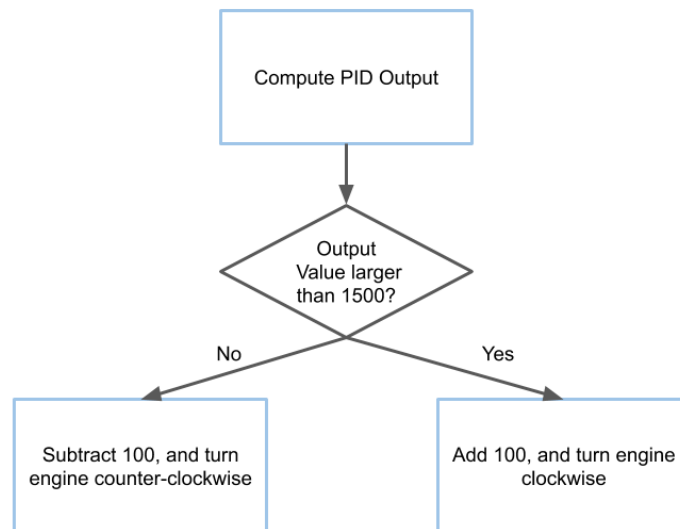 Compute PID Output
Output
Value larger
than 1500?
No
Yes
Subtract 100, and turn
engine counter-clockwise
Add 100, and turn engine
clockwise